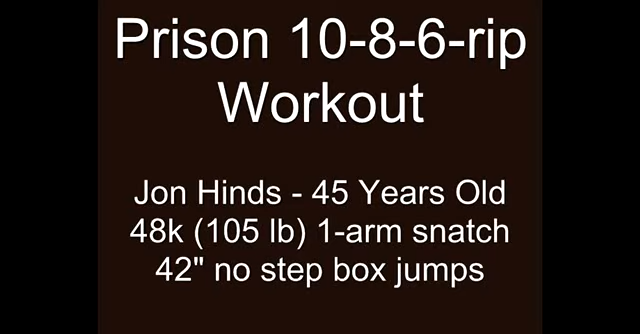 Prison 10-8-6-rip
Workout
Jon Hinds - 45 Years Old
48k (105 lb) 1-arm snatch
42" no step box jumps